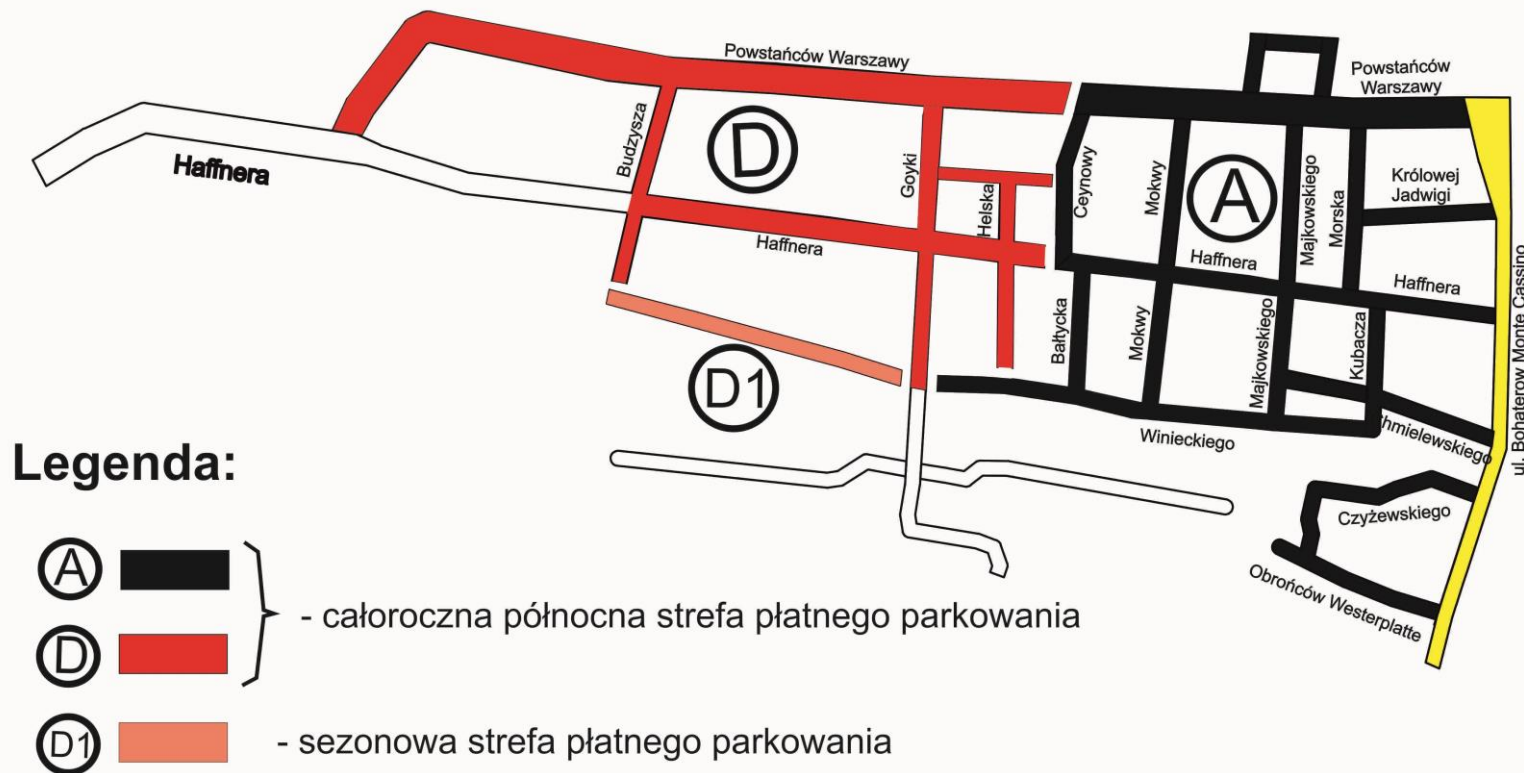 Powstańców Warszawy
Powstańców
Warszawy
Haffnera
Budzysza
D
Goyki
Helska
Ceynowy
Mokwy
A
Majkowskiego
Morska
Królowej
Jadwigi
Haffnera
Haffnera
Haffnera
Bałtycka
Mokwy
Majkowskiego
Kubacza
ul. Bohaterow Monte Cassino
D1
Winieckiego
Chmielewskiego
Czyżewskiego
Obrońców Westerplatte
Legenda:
A
D
- całoroczna północna strefa płatnego parkowania
D1 - sezonowa strefa płatnego parkowania